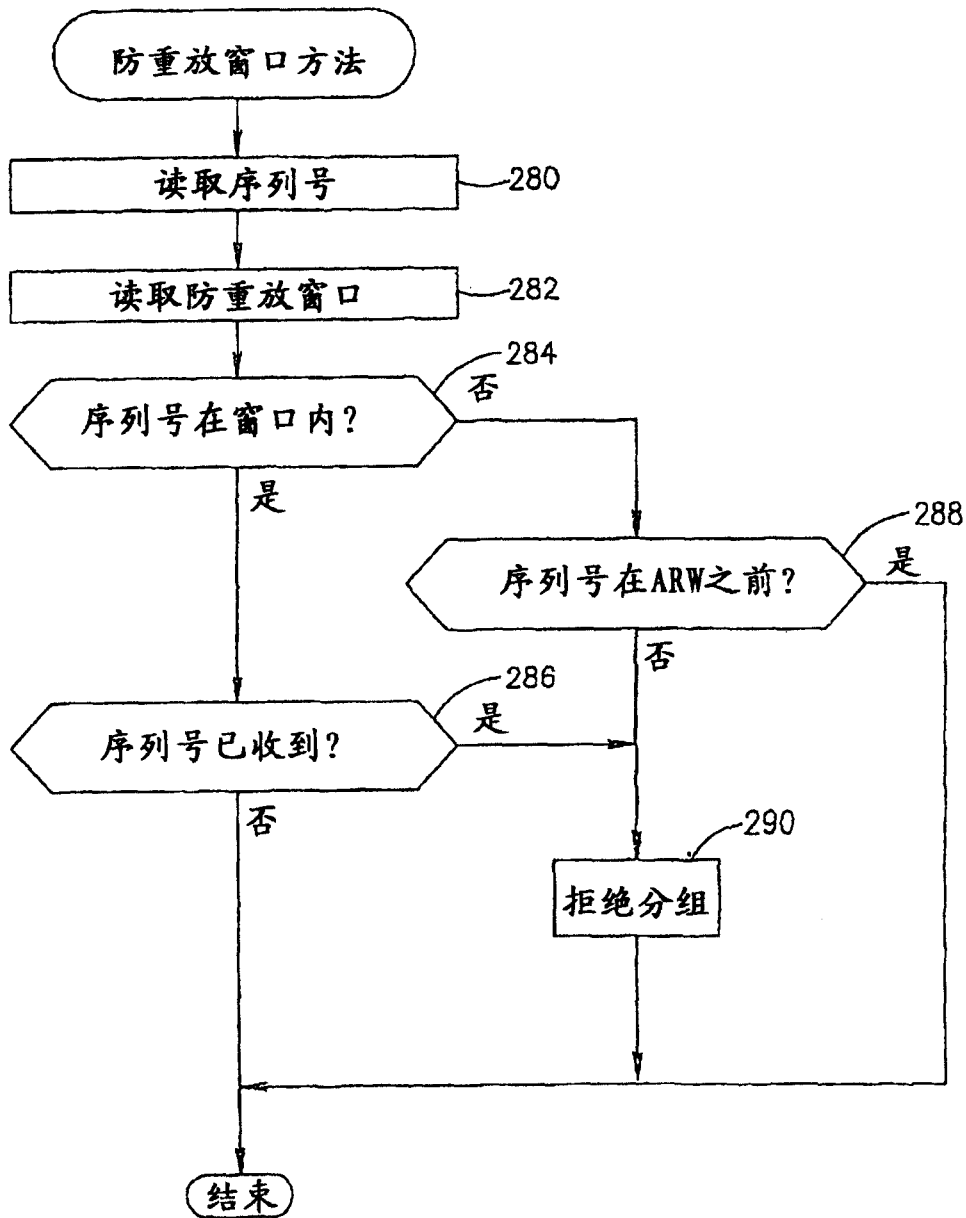 防重放窗口方法
读取序列号
280
读取防重放窗口
282
284
序列号在窗口内?
否
是
288
序列号在ARW之前?
是
否
286
序列号已收到?
是
否
290
拒绝分组
结束